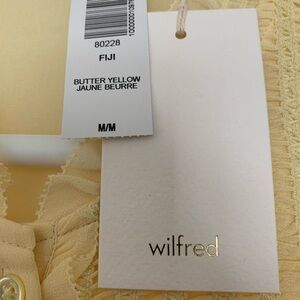 80228
FIJI
BUTTER YELLOW
JAUNE BEURRE
M/M
wilfred